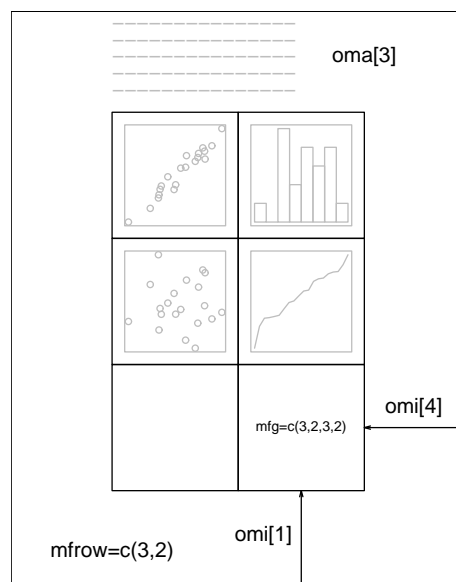 oma[3]
omi[4]
mfg=c(3,2,3,2)
omi[1]
mfrow=c(3,2)